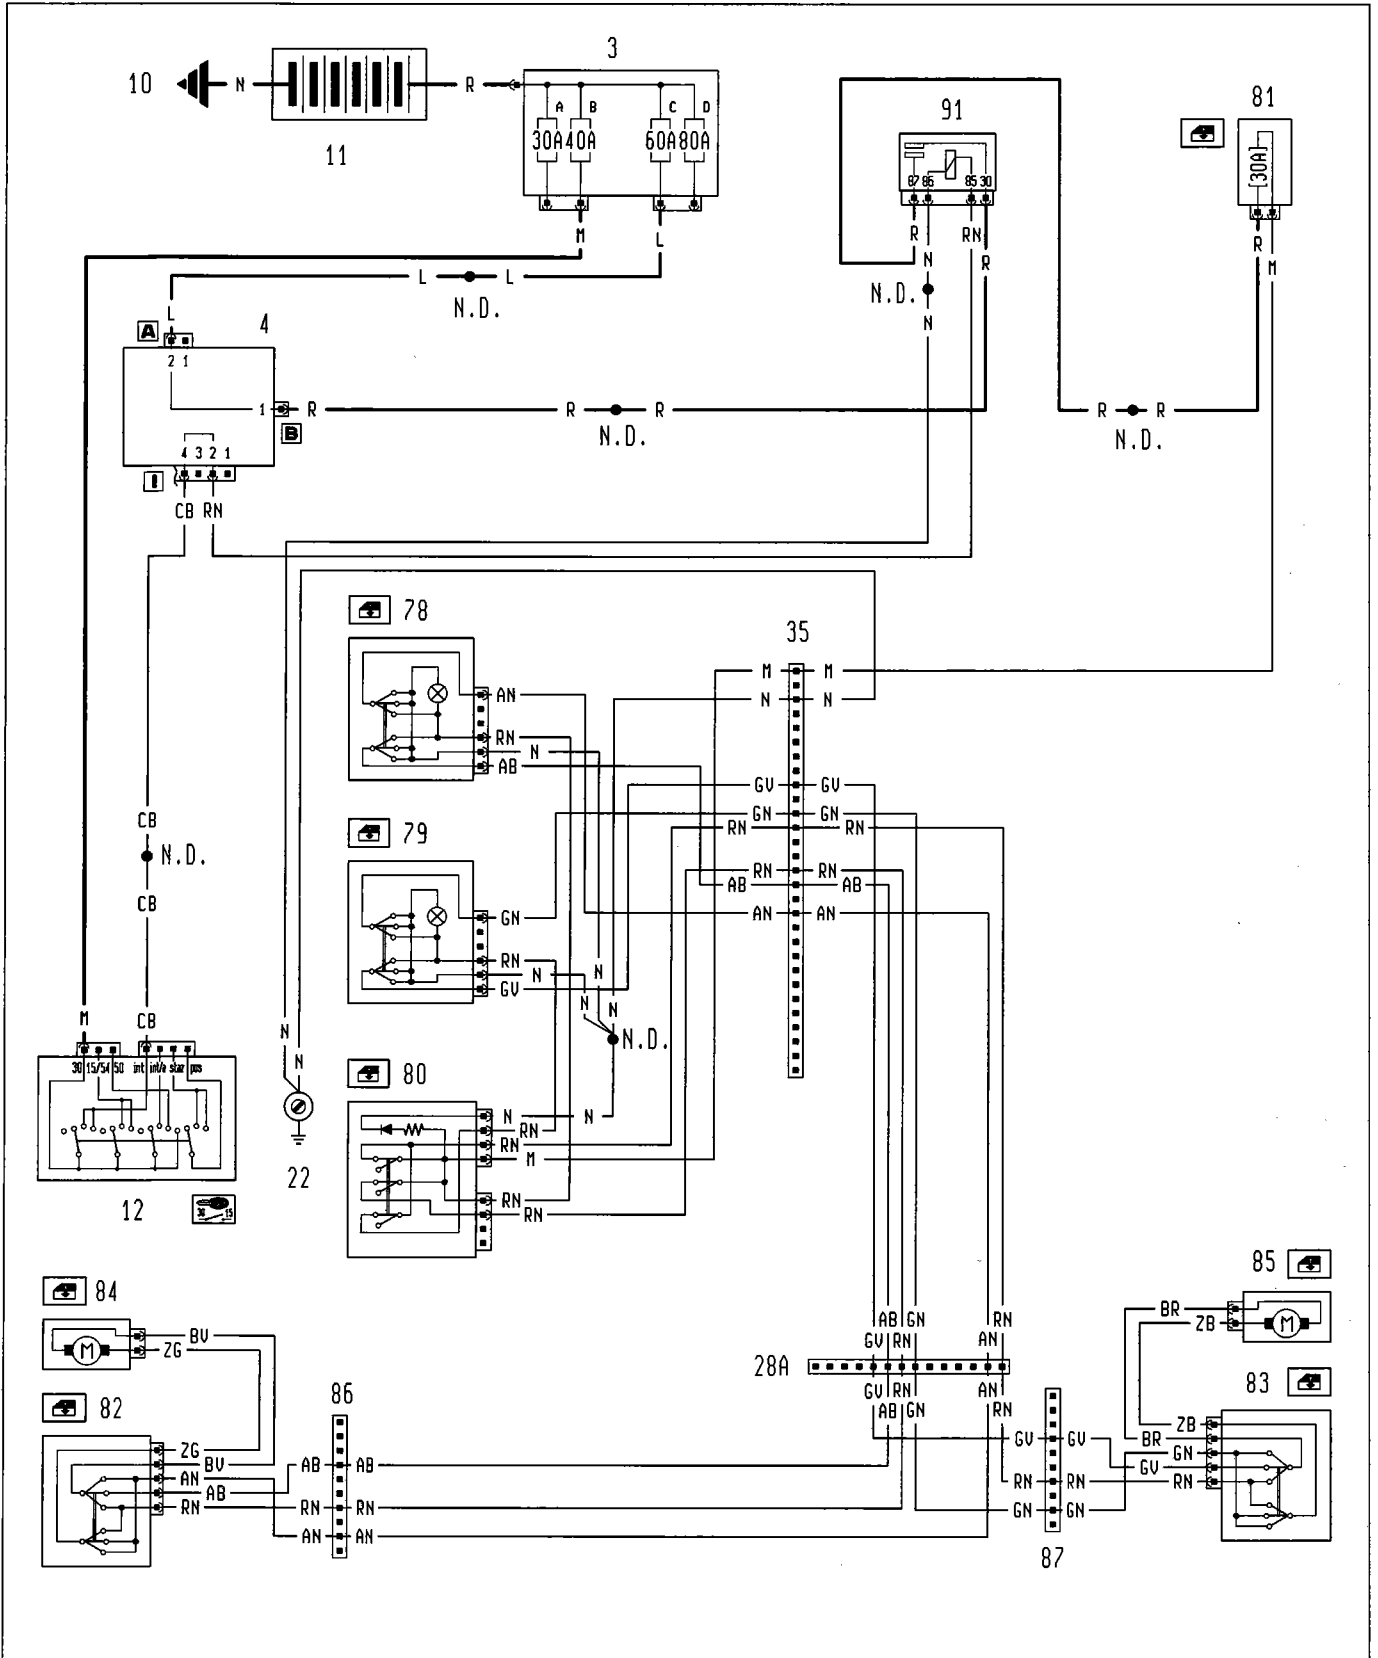 3
10
N
R
11
A B C D
30A 40A 60A 80A
M
L
L L
N.D.
91
87 86 85 30
R N RN R
N.D.
N
81
30A
R M
L
A
4
2 1
1
R R R
B
N.D.
R R
N.D.
4 3 2 1
I
CB RN
78
AN
RN
N
AB
35
M M
N N
GV GV
GN GN
RN RN
RN RN
AB AB
AN AN
CB
N.D.
CB
79
GN
RN
N
GV
N
N
N
N.D.
M
CB
30 15/54 50 int int/a star pos
12
30 15
N
N
22
80
N N
RN
RN
M
RN
RN
84
M
BV
ZG
82
ZG
BV
AN
AB
RN
86
AB AB
RN RN
AN AN
AB GN RN
GV RN AN
28A
GV RN AN
AB GN RN
85
BR
ZB
M
83
ZB
BR
GN
GV
RN
GV GV
RN RN
GN GN
87